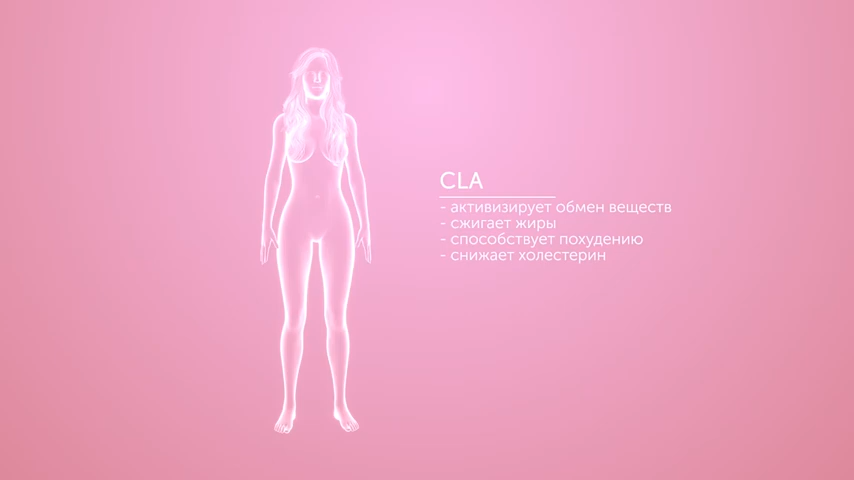 CLA
- активизирует обмен веществ
- сжигает жиры
- способствует похудению
- снижает холестерин